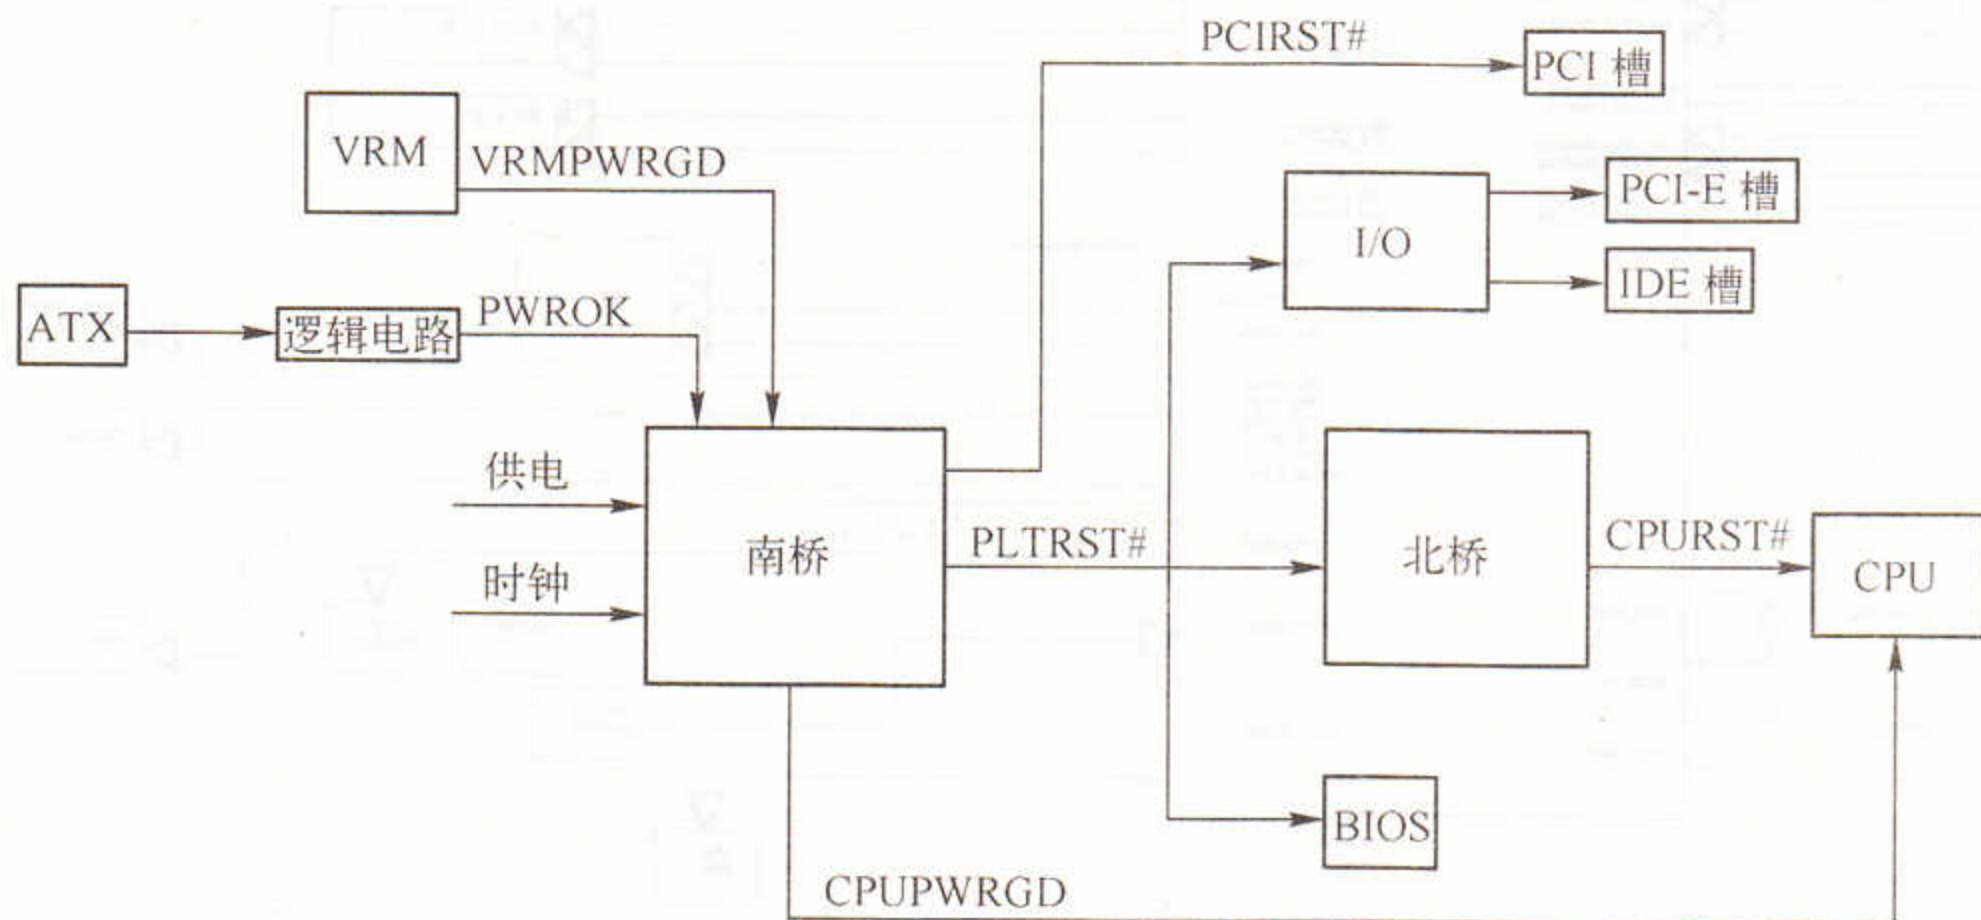 PCIRST#
PCI 槽
VRM
VRMPWRGD
PCI-E 槽
I/O
IDE 槽
ATX
逻辑电路
PWROK
供电
南桥
PLTRST#
北桥
CPURST#
CPU
时钟
BIOS
CPUPWRGD